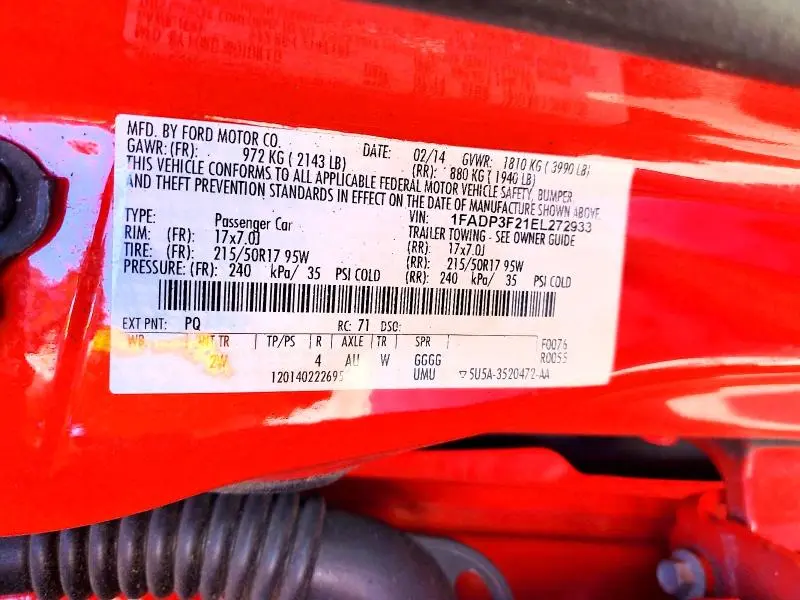 MFD. BY FORD MOTOR CO.
DATE: 02/14 GVWR: 1810 KG ( 3990 LB)
GAWR: (FR): 972 KG ( 2143 LB) (RR): 880 KG ( 1940 LB)
THIS VEHICLE CONFORMS TO ALL APPLICABLE FEDERAL MOTOR VEHICLE SAFETY, BUMPER
AND THEFT PREVENTION STANDARDS IN EFFECT ON THE DATE OF MANUFACTURE SHOWN ABOVE.
VIN: 1FADP3F21EL272933
TYPE: Passenger Car TRAILER TOWING - SEE OWNER GUIDE
RIM: (FR): 17x7.0J (RR): 17x7.0J
TIRE: (FR): 215/50R17 95W (RR): 215/50R17 95W
PRESSURE: (FR): 240 kPa/ 35 PSI COLD (RR): 240 kPa/ 35 PSI COLD
EXT PNT: PQ RC: 71 DSO:
WB INT TR TP/PS R AXLE TR SPR F0076
2W 4 AU W GGGG R0055
120140222695 UMU 5U5A-3520472-AA